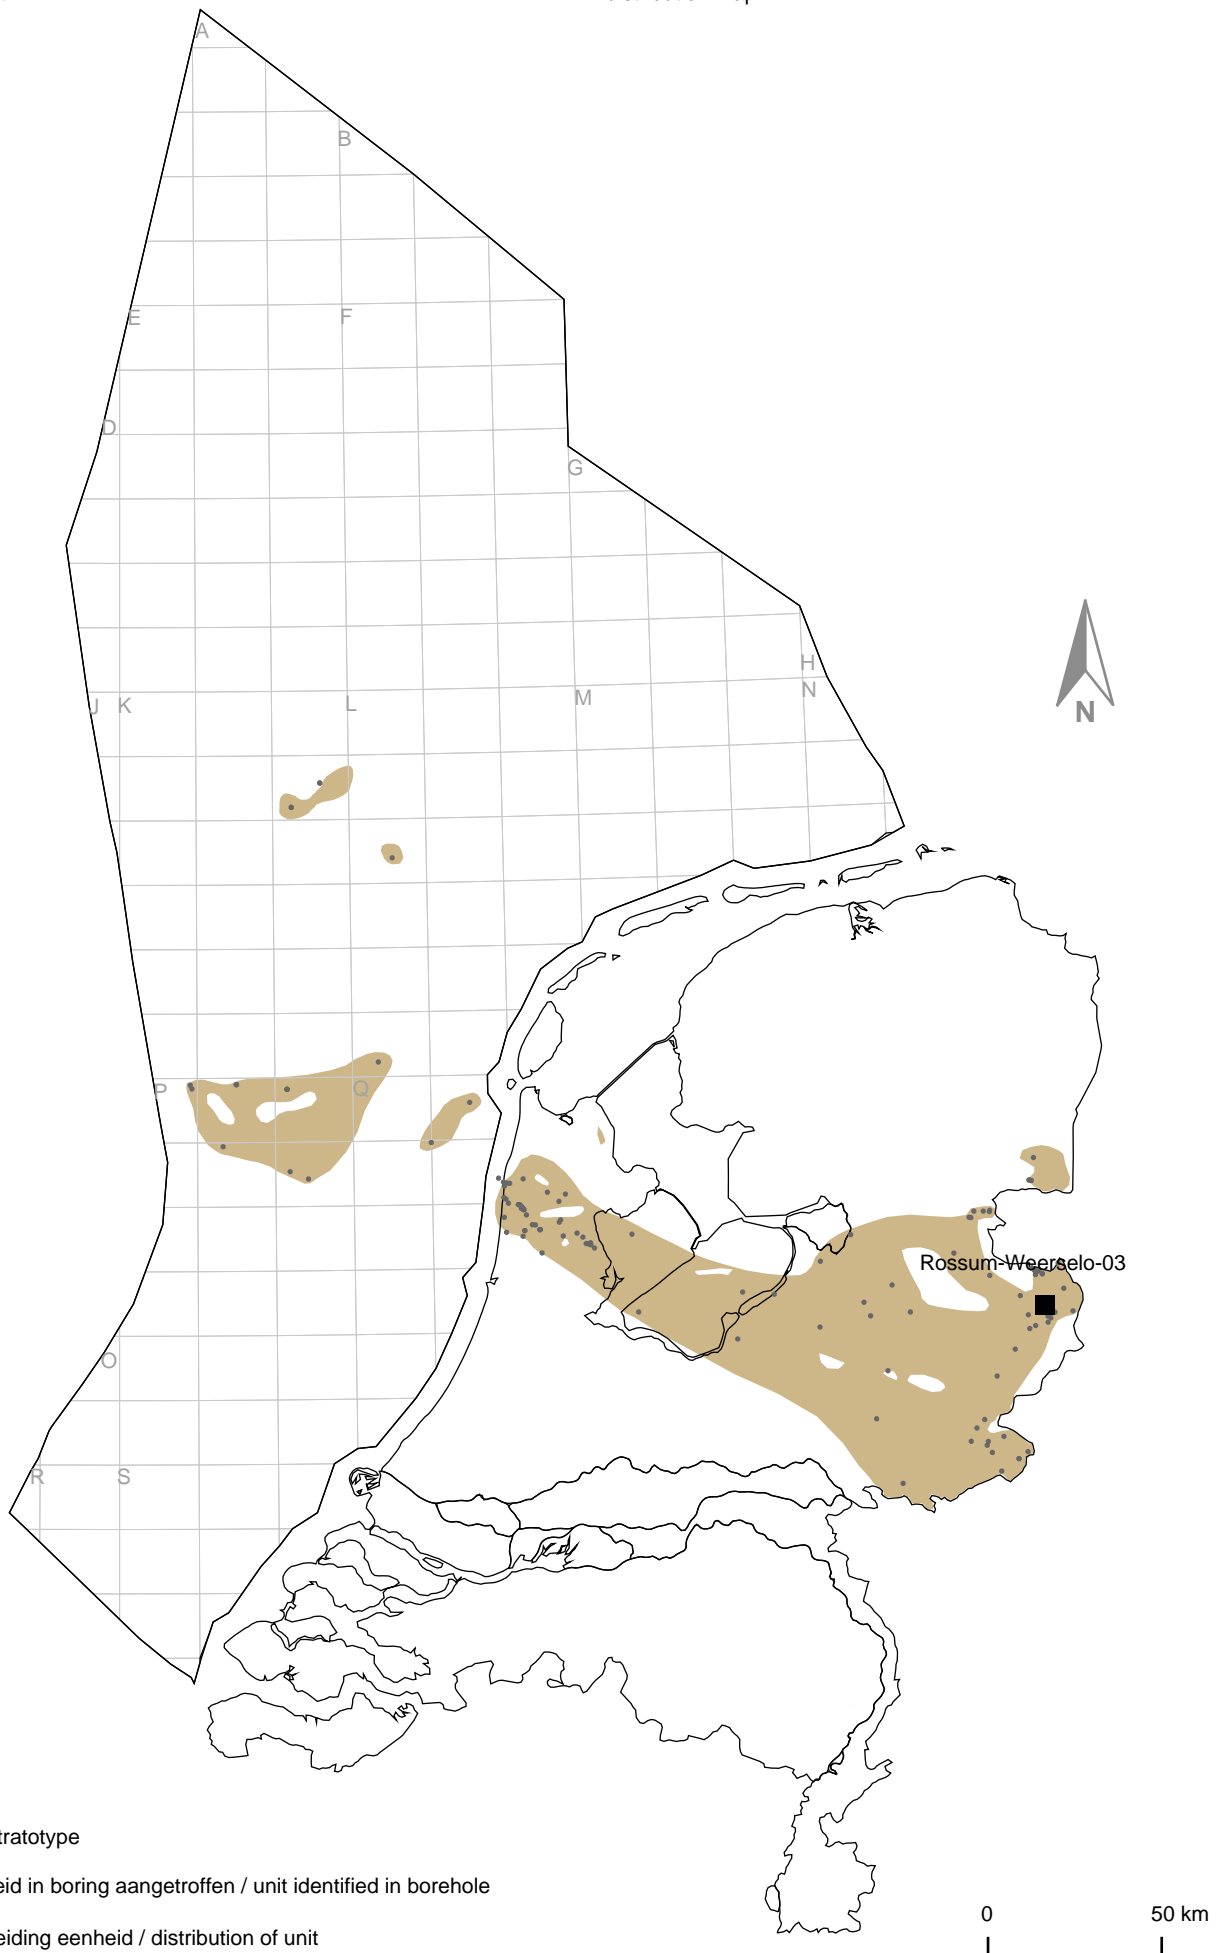 A
B
E
F
D
G
H
N
M
J K
L
N
P
Q
Rossum-Weerselo-03
O
R
S
tratotype
eid in boring aangetroffen / unit identified in borehole
0
50 km
eiding eenheid / distribution of unit